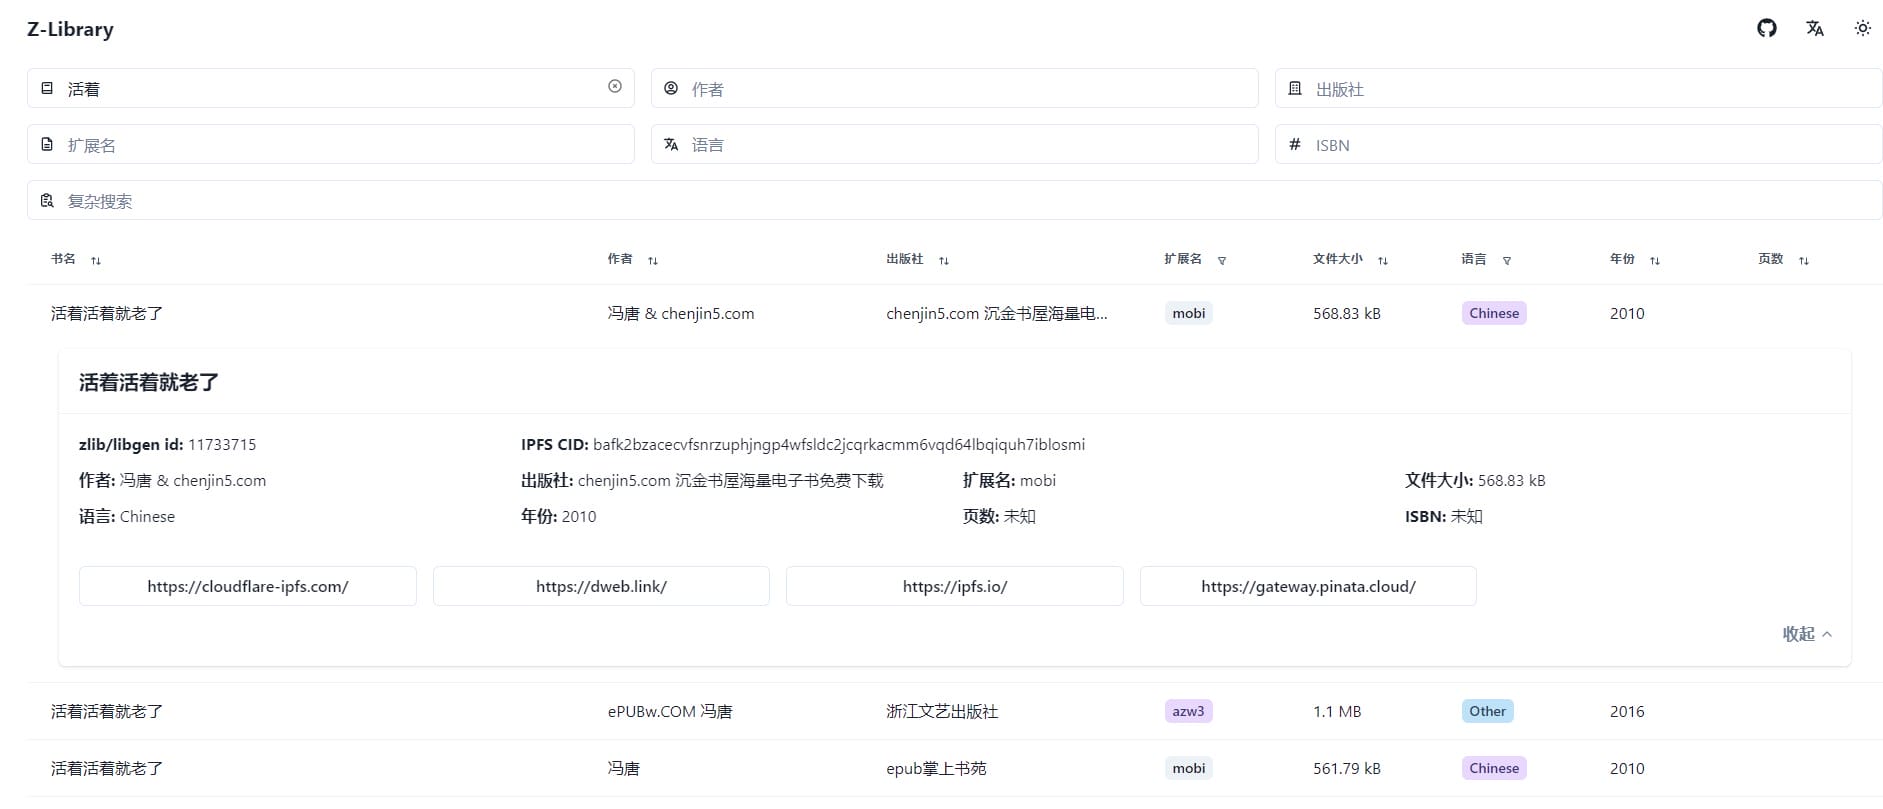 Z-Library
活着 作者 出版社
扩展名 语言 ISBN
复杂搜索
书名 作者 出版社 扩展名 文件大小 语言 年份 页数
活着活着就老了 冯唐 & chenjin5.com chenjin5.com 沉金书屋海量电... mobi 568.83 kB Chinese 2010
活着活着就老了
zlib/libgen id: 11733715 IPFS CID: bafk2bzacecvfsnrzuphjngp4wfsldc2jcqrkacmm6vqd64lbqiquh7iblosmi
作者: 冯唐 & chenjin5.com 出版社: chenjin5.com 沉金书屋海量电子书免费下载 扩展名: mobi 文件大小: 568.83 kB
语言: Chinese 年份: 2010 页数: 未知 ISBN: 未知
https://cloudflare-ipfs.com/ https://dweb.link/ https://ipfs.io/ https://gateway.pinata.cloud/
收起
活着活着就老了 ePUBw.COM 冯唐 浙江文艺出版社 azw3 1.1 MB Other 2016
活着活着就老了 冯唐 epub掌上书苑 mobi 561.79 kB Chinese 2010